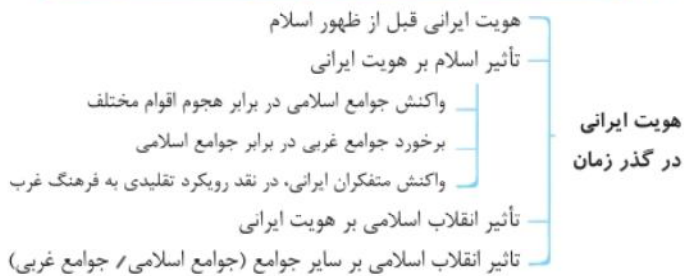 هویت ایرانی در گذر زمان
هویت ایرانی قبل از ظهور اسلام
تأثیر اسلام بر هویت ایرانی
واکنش جوامع اسلامی در برابر هجوم اقوام مختلف
برخورد جوامع غربی در برابر جوامع اسلامی
واکنش متفکران ایرانی، در نقد رویکرد تقلیدی به فرهنگ غرب
تأثیر انقلاب اسلامی بر هویت ایرانی
تاثیر انقلاب اسلامی بر سایر جوامع (جوامع اسلامی/ جوامع غربی)